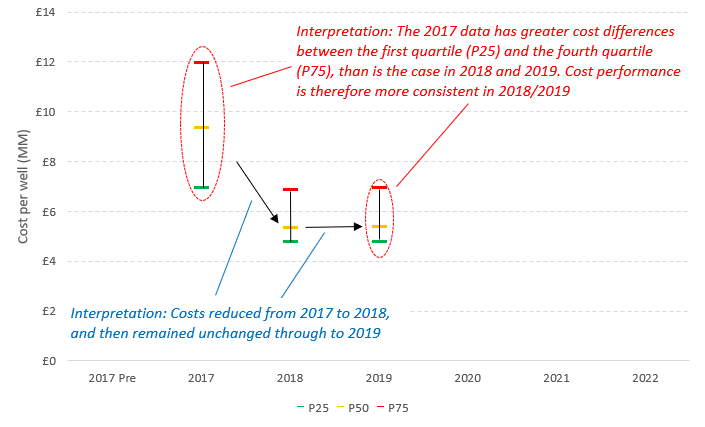 £14
£12
£10
£8
£6
£4
£2
£0
Cost per well (MM)
Interpretation: The 2017 data has greater cost differences
between the first quartile (P25) and the fourth quartile
(P75), than is the case in 2018 and 2019. Cost performance
is therefore more consistent in 2018/2019
Interpretation: Costs reduced from 2017 to 2018,
and then remained unchanged through to 2019
2017 Pre 2017 2018 2019 2020 2021 2022
P25 P50 P75